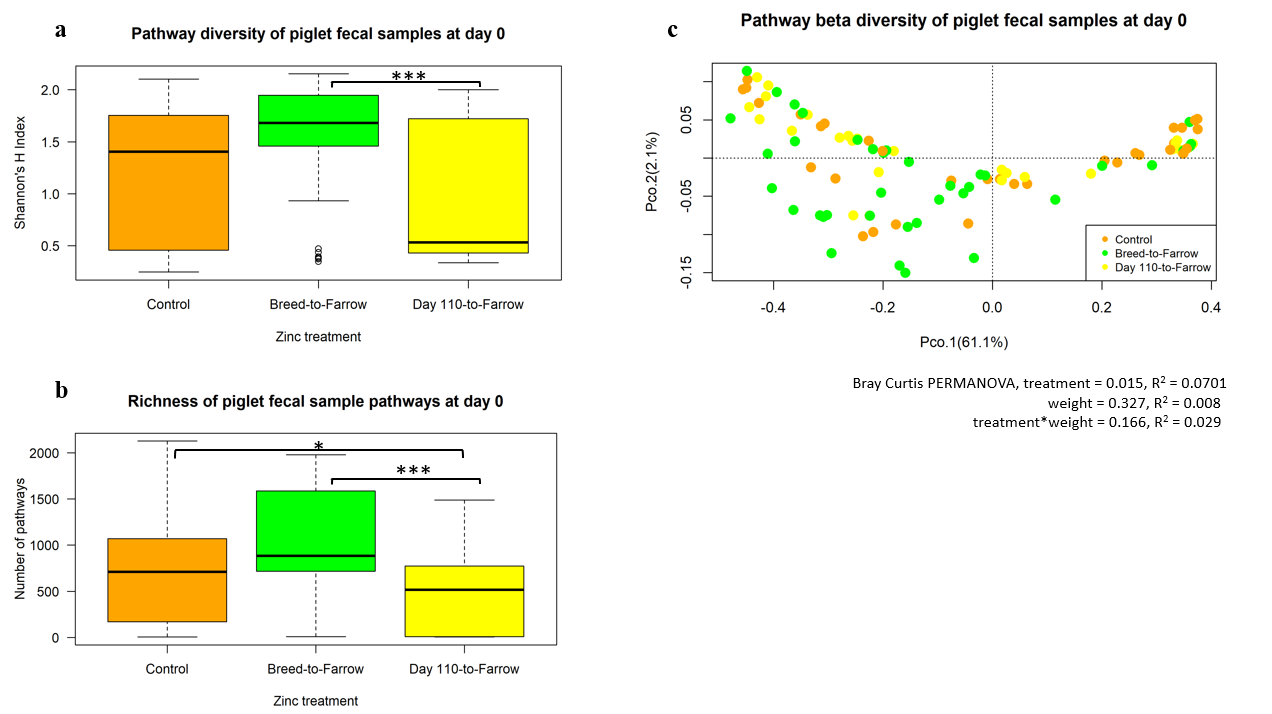 a
Pathway diversity of piglet fecal samples at day 0
***
Shannon's H Index
2.0
1.5
1.0
0.5
Control
Breed-to-Farrow
Day 110-to-Farrow
Zinc treatment
b
Richness of piglet fecal sample pathways at day 0
*
***
Number of pathways
2000
1500
1000
500
0
Control
Breed-to-Farrow
Day 110-to-Farrow
Zinc treatment
c
Pathway beta diversity of piglet fecal samples at day 0
Pco.2(2.1%)
0.05
-0.05
-0.15
Control
Breed-to-Farrow
Day 110-to-Farrow
-0.4
-0.2
0.0
0.2
0.4
Pco.1(61.1%)
Bray Curtis PERMANOVA, treatment = 0.015, R² = 0.0701
weight = 0.327, R² = 0.008
treatment*weight = 0.166, R² = 0.029